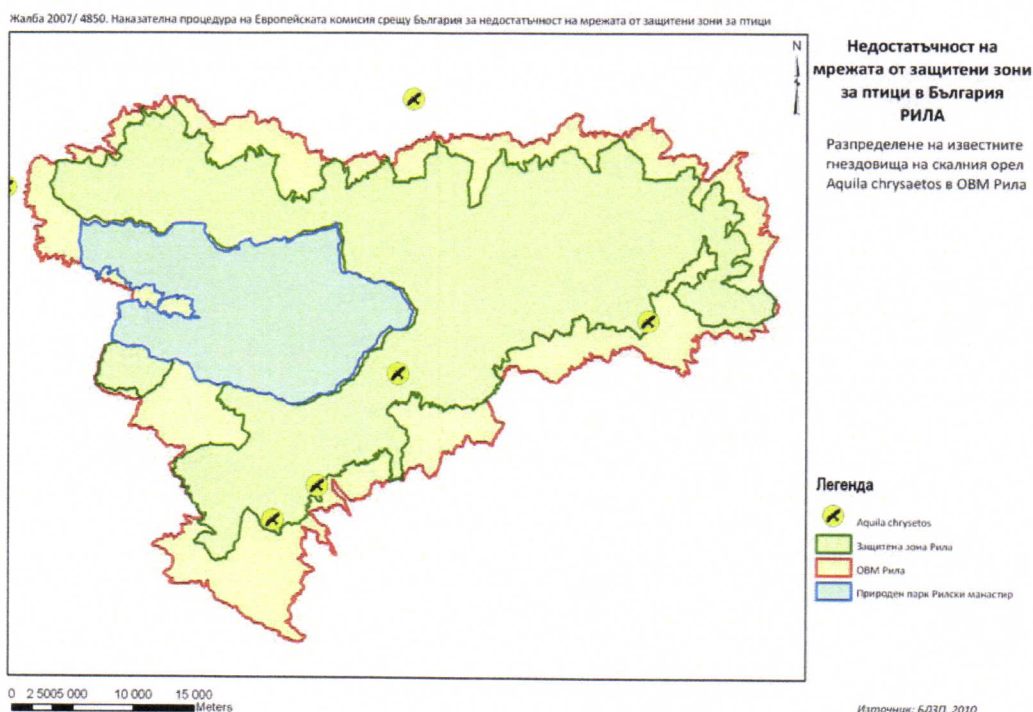 Жалба 2007/ 4850. Наказателна процедура на Европейската комисия срещу България за недостатъчност на мрежата от защитени зони за птици
N
Недостатъчност на
мрежата от защитени зони
за птици в България
РИЛА
Разпределене на известните
гнездовища на скалния орел
Aquila chrysaetos в ОВМ Рила
Легенда
Aquila chrysetos
Защитена зона Рила
ОВМ Рила
Природен парк Рилски манастир
0 2 5005 000 10 000 15 000
Meters
Източник: БДЗП, 2010